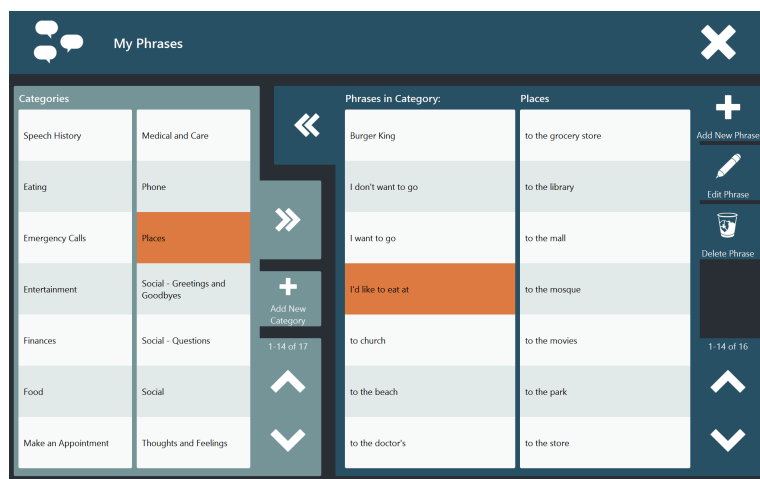 My Phrases
Categories
Speech History
Medical and Care
Eating
Phone
Emergency Calls
Places
Entertainment
Social - Greetings and
Goodbyes
Finances
Social - Questions
Food
Social
Make an Appointment
Thoughts and Feelings
Add New
Category
1-14 of 17
Phrases in Category:
Places
Burger King
to the grocery store
I don't want to go
to the library
I want to go
to the mall
I'd like to eat at
to the mosque
to church
to the movies
to the beach
to the park
to the doctor's
to the store
Add New Phrase
Edit Phrase
Delete Phrase
1-14 of 16